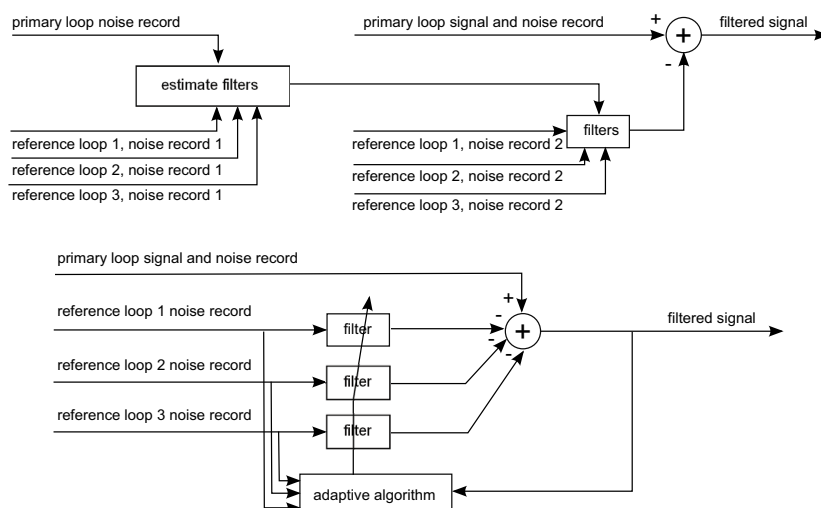 primary loop noise record
primary loop signal and noise record
+
+
filtered signal
-
estimate filters
filters
reference loop 1, noise record 1
reference loop 2, noise record 1
reference loop 3, noise record 1
reference loop 1, noise record 2
reference loop 2, noise record 2
reference loop 3, noise record 2
primary loop signal and noise record
+
reference loop 1 noise record
filter
-
+
filtered signal
-
-
reference loop 2 noise record
filter
reference loop 3 noise record
filter
adaptive algorithm